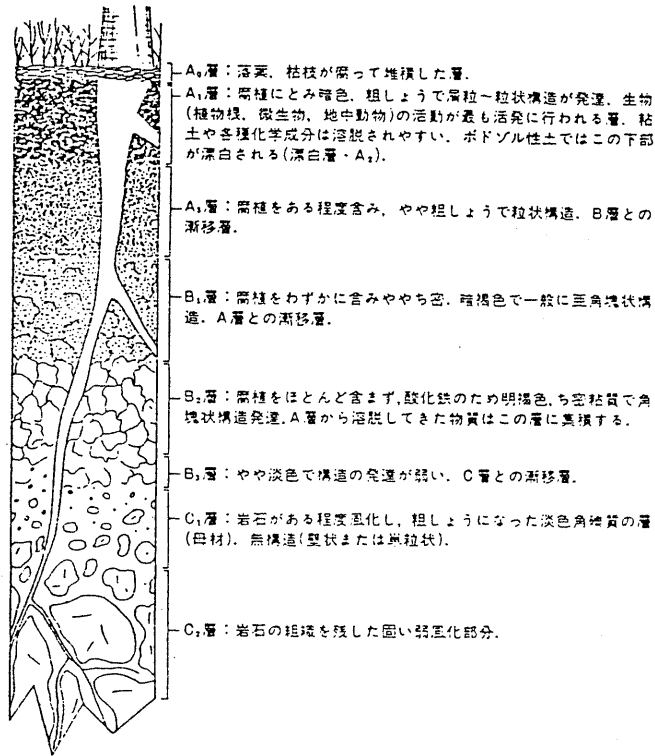 A₀層：落葉、枯枝が腐って堆積した層.
A₁層：腐植にとみ暗色、粗しょうで屑粒〜粒状構造が発達、生物
(植物根、微生物、地中動物)の活動が最も活発に行われる層. 粘
土や各種化学成分は溶脱されやすい. ポドゾル性土ではこの下部
が漂白される(漂白層・A₂).
A₃層：腐植をある程度含み、やや粗しょうで粒状構造. B層との
漸移層.
B₁層：腐植をわずかに含みややち密. 暗褐色で一般に亜角塊状構
造. A層との漸移層.
B₂層：腐植をほとんど含まず,酸化鉄のため明褐色,ち密粘質で角
塊状構造発達.A層から溶脱してきた物質はこの層に集積する.
B₃層：やや淡色で構造の発達が弱い. C層との漸移層.
C₁層：岩石がある程度風化し、粗しょうになった淡色角礫質の層
(母材). 無構造(壁状または単粒状).
C₂層：岩石の組織を残した固い弱風化部分.